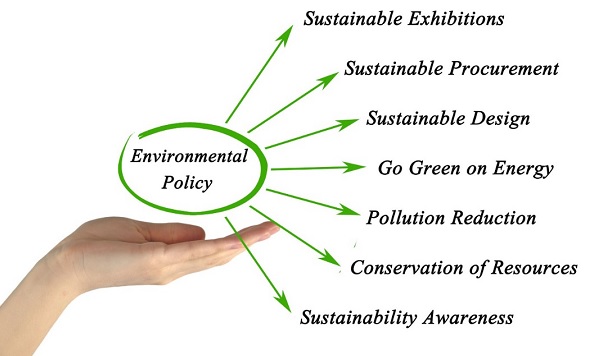 Sustainable Exhibitions
Sustainable Procurement
Sustainable Design
Environmental
Policy
Go Green on Energy
Pollution Reduction
Conservation of Resources
Sustainability Awareness